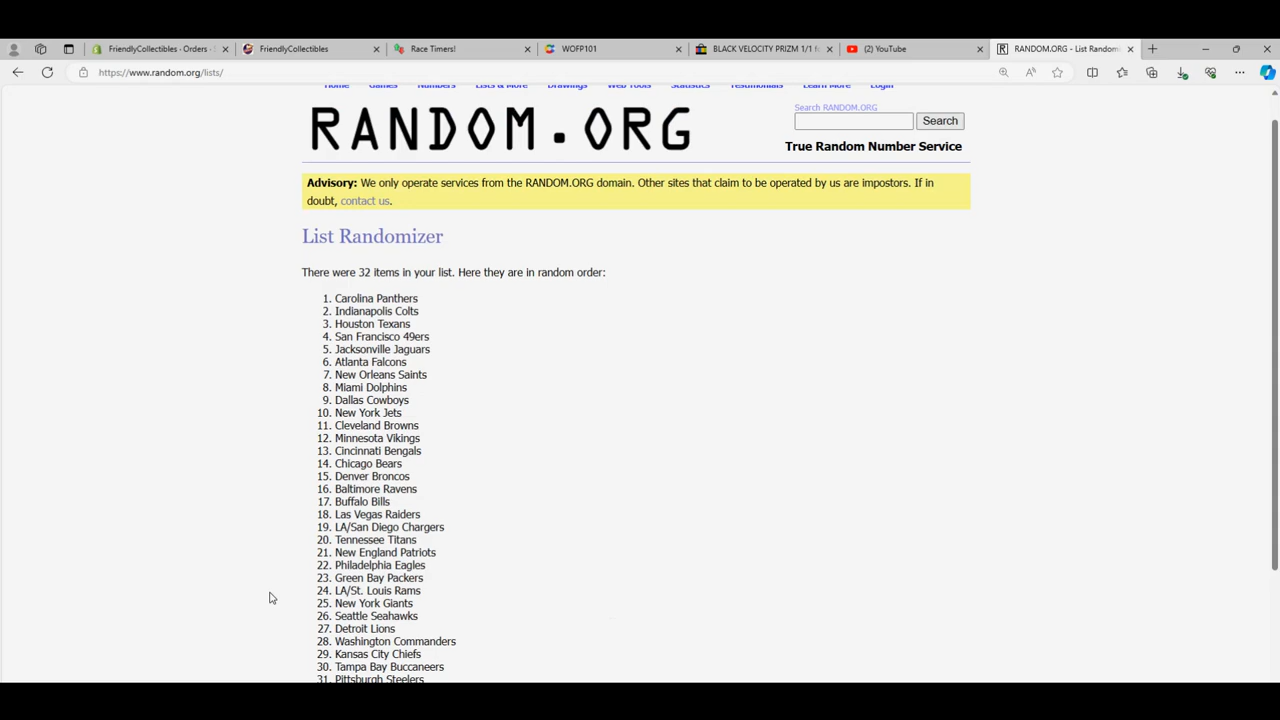 FriendlyCollectibles - Orders - S
FriendlyCollectibles
Race Timers!
WOFP101
BLACK VELOCITY PRIZM 1/1 f
(2) YouTube
RANDOM.ORG - List Random
https://www.random.org/lists/
Home Games Numbers Lists & More Drawings Web Tools Statistics Testimonials Learn More Login
RANDOM.ORG
Search RANDOM.ORG
Search
True Random Number Service
Advisory: We only operate services from the RANDOM.ORG domain. Other sites that claim to be operated by us are impostors. If in
doubt, contact us.
List Randomizer
There were 32 items in your list. Here they are in random order:
1. Carolina Panthers
2. Indianapolis Colts
3. Houston Texans
4. San Francisco 49ers
5. Jacksonville Jaguars
6. Atlanta Falcons
7. New Orleans Saints
8. Miami Dolphins
9. Dallas Cowboys
10. New York Jets
11. Cleveland Browns
12. Minnesota Vikings
13. Cincinnati Bengals
14. Chicago Bears
15. Denver Broncos
16. Baltimore Ravens
17. Buffalo Bills
18. Las Vegas Raiders
19. LA/San Diego Chargers
20. Tennessee Titans
21. New England Patriots
22. Philadelphia Eagles
23. Green Bay Packers
24. LA/St. Louis Rams
25. New York Giants
26. Seattle Seahawks
27. Detroit Lions
28. Washington Commanders
29. Kansas City Chiefs
30. Tampa Bay Buccaneers
31. Pittsburgh Steelers